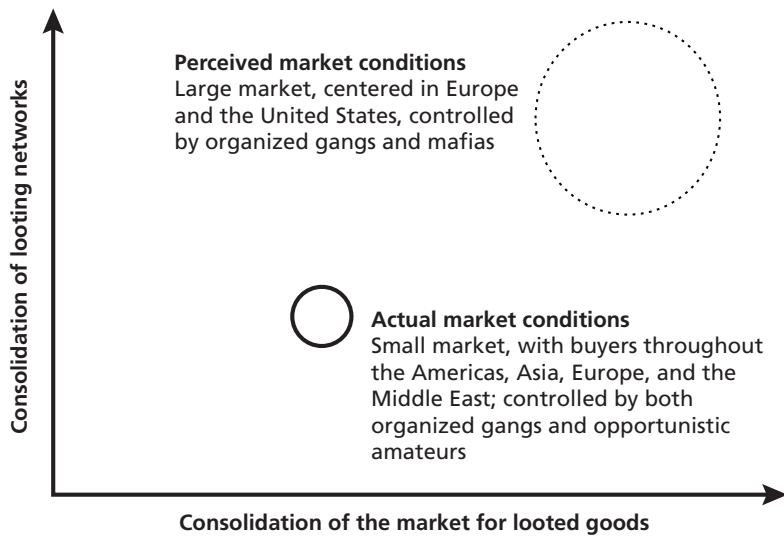 Perceived market conditions
Large market, centered in Europe
and the United States, controlled
by organized gangs and mafias
Consolidation of looting networks
Actual market conditions
Small market, with buyers throughout
the Americas, Asia, Europe, and the
Middle East; controlled by both
organized gangs and opportunistic
amateurs
Consolidation of the market for looted goods